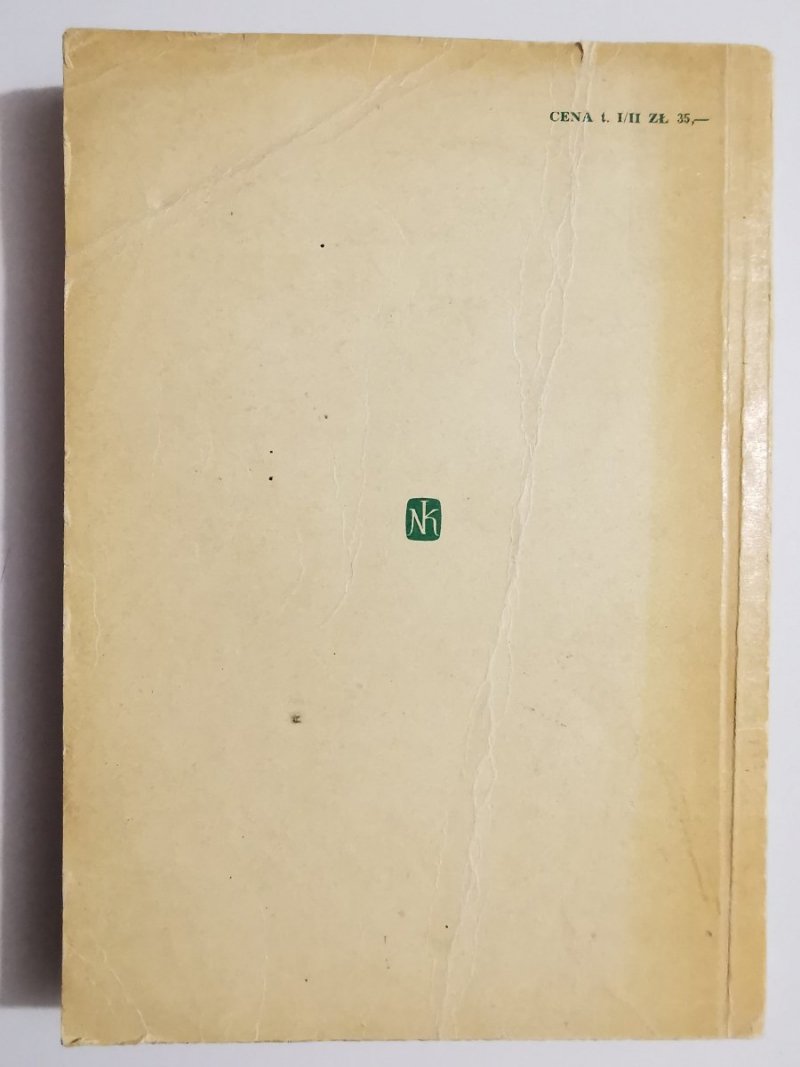 CENA t. I/II ZŁ 35,—
NK